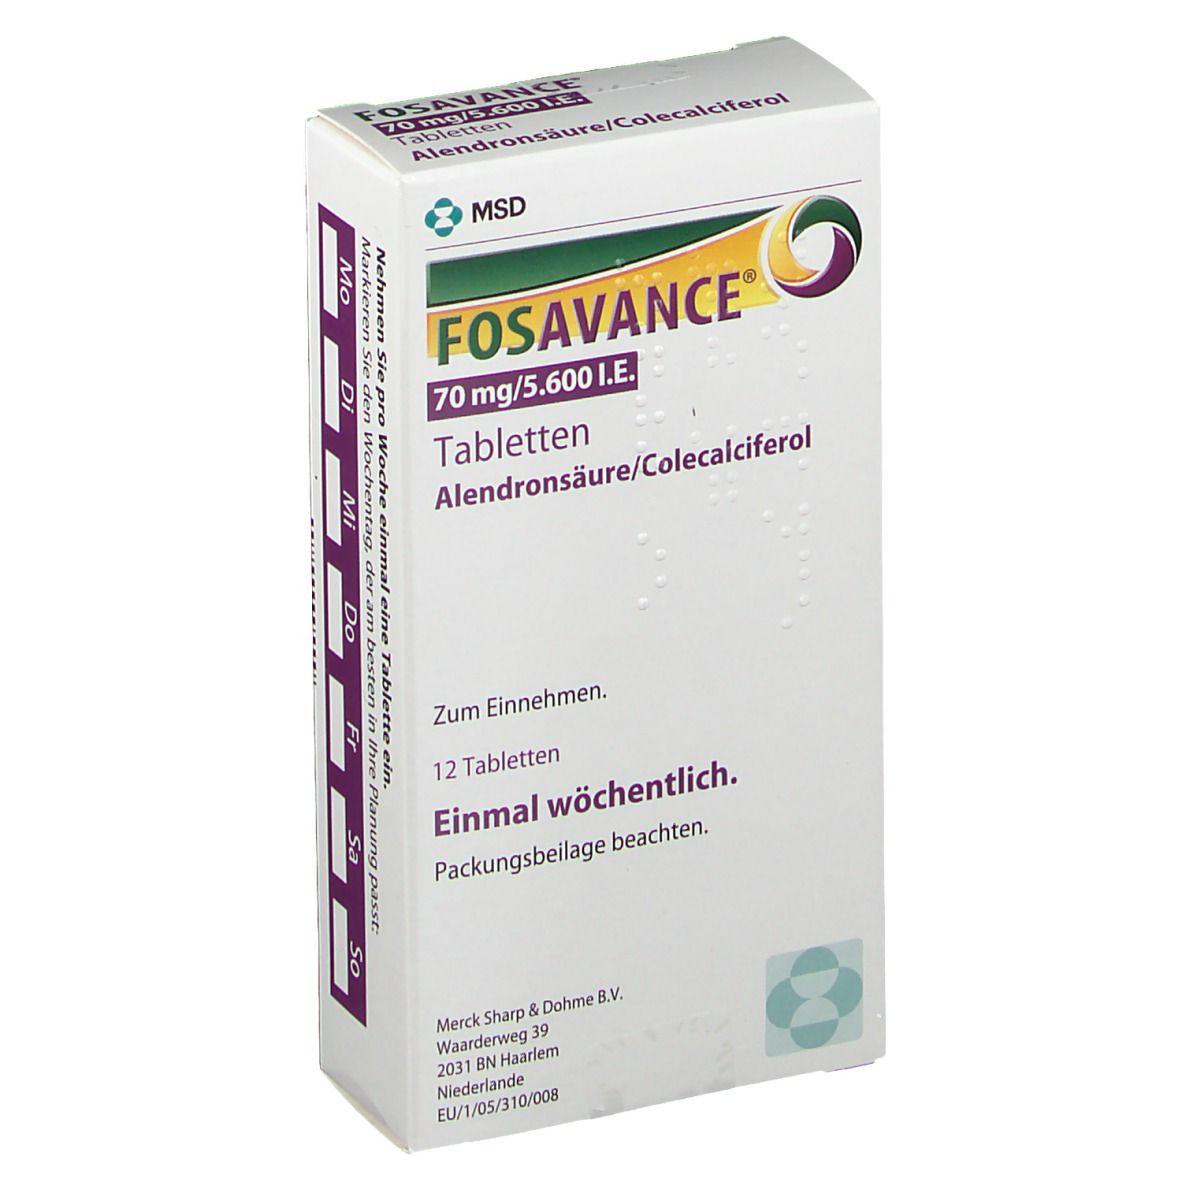 FOSAVANCE®
70 mg/5.600 I.E.
Tabletten
Alendronsäure/Colecalciferol
MSD
FOSAVANCE®
70 mg/5.600 I.E.
Tabletten
Alendronsäure/Colecalciferol
Zum Einnehmen.
12 Tabletten
Einmal wöchentlich.
Packungsbeilage beachten.
Merck Sharp & Dohme B.V.
Waarderweg 39
2031 BN Haarlem
Niederlande
EU/1/05/310/008
Nehmen Sie pro Woche einmal eine Tablette ein.
Markieren Sie den Wochentag, der am besten in Ihre Planung passt:
Mo Di Mi Do Fr Sa So